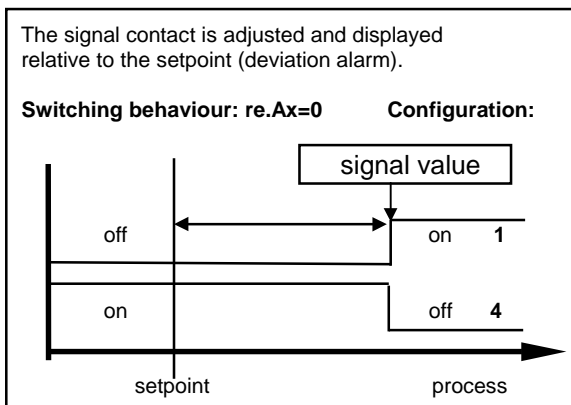 The signal contact is adjusted and displayed
relative to the setpoint (deviation alarm).
Switching behaviour: re.Ax=0 Configuration:
signal value
off on 1
on off 4
setpoint process